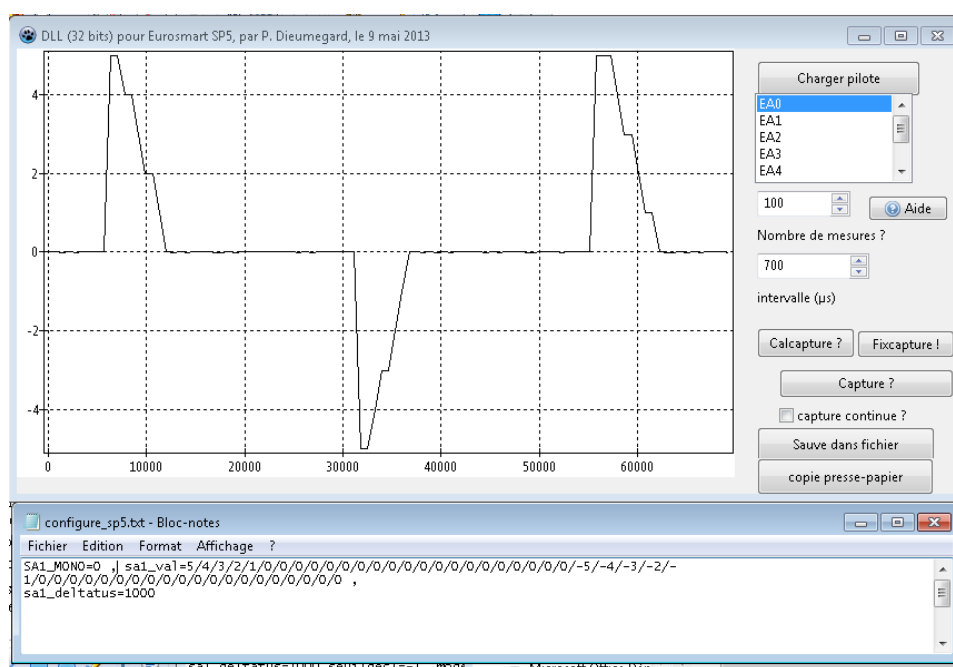 DLL (32 bits) pour Eurosmart SP5, par P. Dieumegard, le 9 mai 2013
4
2
0
-2
-4
0 10000 20000 30000 40000 50000 60000
Charger pilote
EA0
EA1
EA2
EA3
EA4
100
Aide
Nombre de mesures ?
700
intervalle (µs)
Calcapture ? Fixcapture !
Capture ?
capture continue ?
Sauve dans fichier
copie presse-papier
configure_sp5.txt - Bloc-notes
Fichier Edition Format Affichage ?
SA1_MONO=0 , sa1_val=5/4/3/2/1/0/0/0/0/0/0/0/0/0/0/0/0/0/0/0/0/0/0/0/0/-5/-4/-3/-2/-
1/0/0/0/0/0/0/0/0/0/0/0/0/0/0/0/0/0/0/0/0 ,
sa1_deltatus=1000